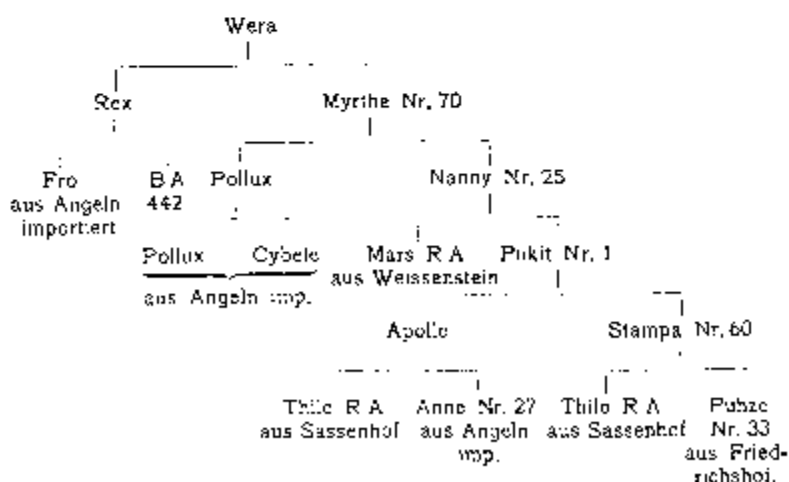 Wera
Rex Myrthe Nr. 70
Fro B A Pollux Nanny Nr. 25
aus Angeln 442
importiert
Pollux Cybele Mars R A Pukit Nr. 1
aus Weissenstein
aus Angeln imp.
Apollo Stampa Nr. 60
Thilo R A Anne Nr. 27 Thilo R A Puhze
aus Sassenhof aus Angeln aus Sassenhof Nr. 33
imp. aus Fried-
richshof.